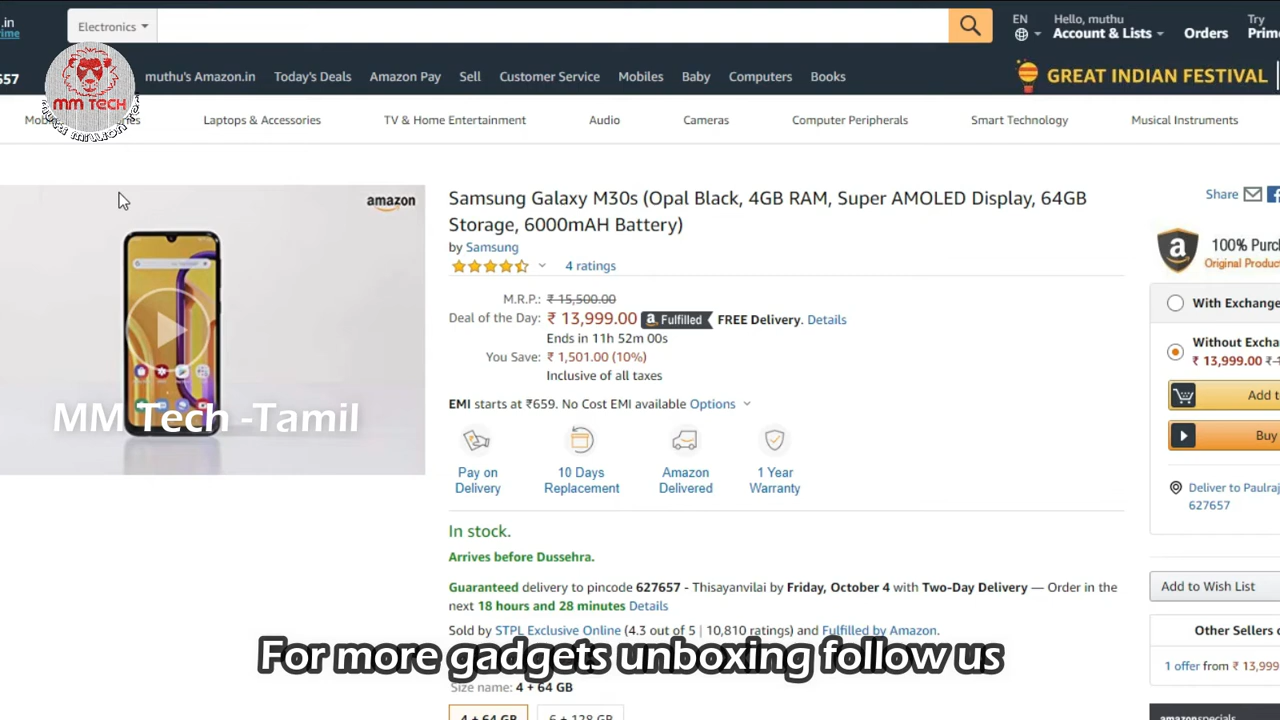 .in
prime
Electronics
EN
Hello, muthu
Account & Lists
Orders
Try
Prim
657
MM TECH
muthu's Amazon.in
Today's Deals
Amazon Pay
Sell
Customer Service
Mobiles
Baby
Computers
Books
GREAT INDIAN FESTIVAL
Laptops & Accessories
TV & Home Entertainment
Audio
Cameras
Computer Peripherals
Smart Technology
Musical Instruments
amazon
Samsung Galaxy M30s (Opal Black, 4GB RAM, Super AMOLED Display, 64GB
Storage, 6000mAH Battery)
by Samsung
4 ratings
Share
M.R.P.: ₹ 15,500.00
Deal of the Day: ₹ 13,999.00 a Fulfilled FREE Delivery. Details
Ends in 11h 52m 00s
You Save: ₹ 1,501.00 (10%)
Inclusive of all taxes
EMI starts at ₹659. No Cost EMI available Options
Pay on
Delivery
10 Days
Replacement
Amazon
Delivered
1 Year
Warranty
In stock.
Arrives before Dussehra.
Guaranteed delivery to pincode 627657 - Thisayanvilai by Friday, October 4 with Two-Day Delivery — Order in the
next 18 hours and 28 minutes Details
Sold by STPL Exclusive Online (4.3 out of 5 | 10,810 ratings) and Fulfilled by Amazon.
Size name: 4 + 64 GB
4 + 64 GB
6 + 128 GB
100% Purc
Original Produc
With Exchange
Without Excha
₹ 13,999.00
Add to
Buy
Deliver to Paulraj
627657
Add to Wish List
Other Sellers o
1 offer from ₹ 13,999
amazonspecials
MM Tech -Tamil
For more gadgets unboxing follow us